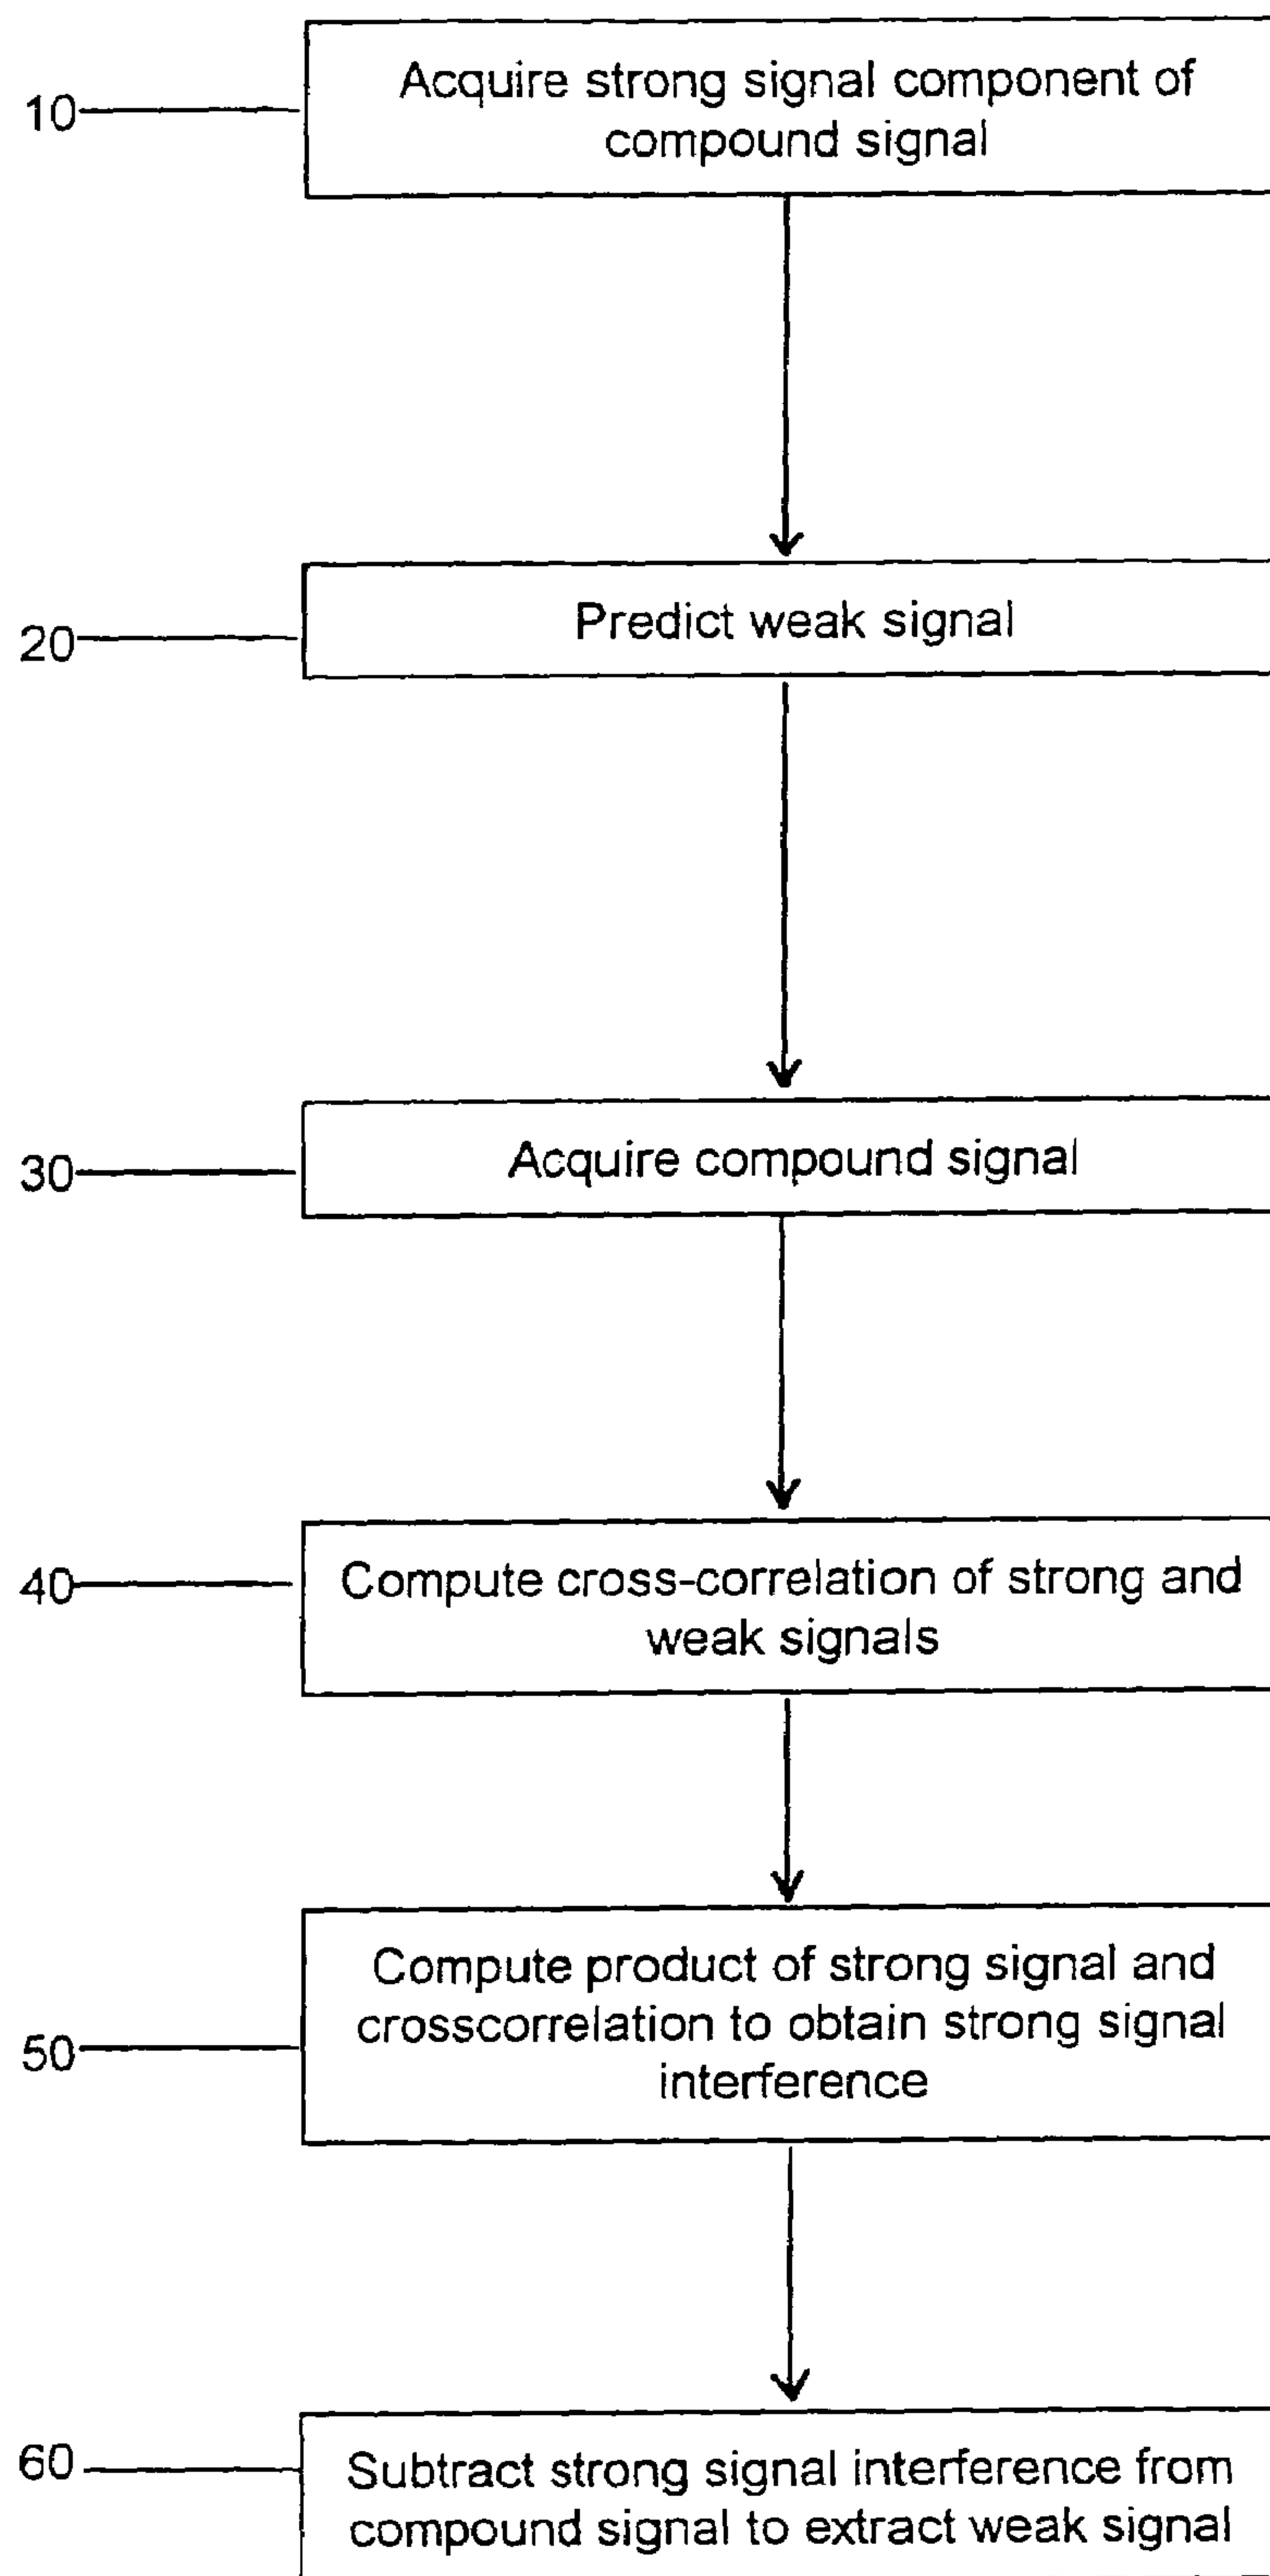 10
Acquire strong signal component of
compound signal
20
Predict weak signal
30
Acquire compound signal
40
Compute cross-correlation of strong and
weak signals
50
Compute product of strong signal and
crosscorrelation to obtain strong signal
interference
60
Subtract strong signal interference from
compound signal to extract weak signal